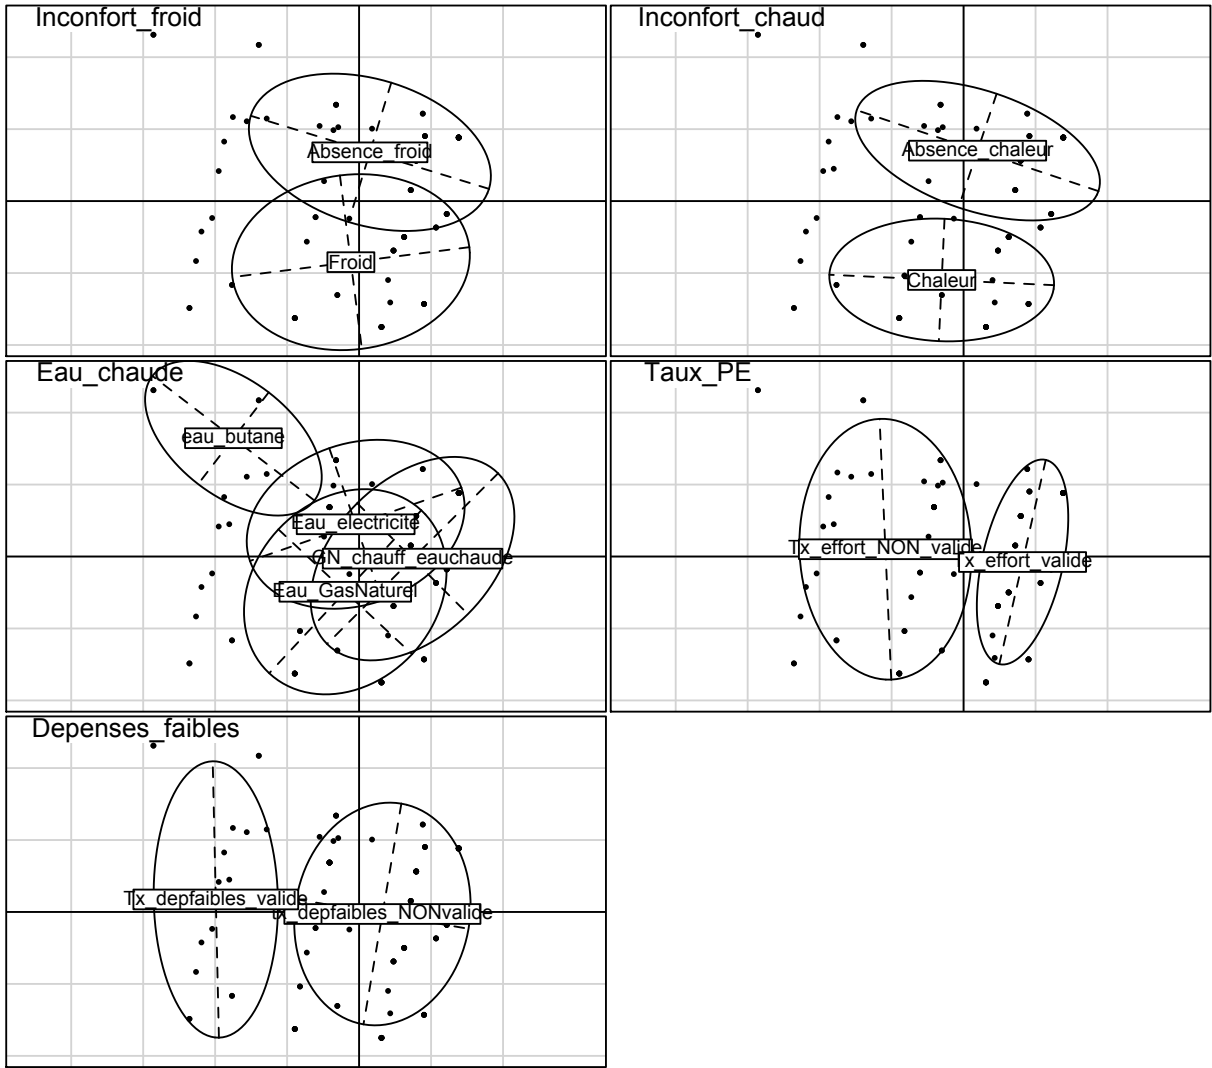 Inconfort_froid
Absence_froid
Froid
Inconfort_chaud
Absence_chaleur
Chaleur
Eau_chaude
eau_butane
Eau_electricite
GN_chauff_eauchaude
Eau_GasNaturel
Taux_PE
Tx_effort_NON_valide
x_effort_valide
Depenses_faibles
Tx_depfaibles_valide
tx_depfaibles_NONvalide